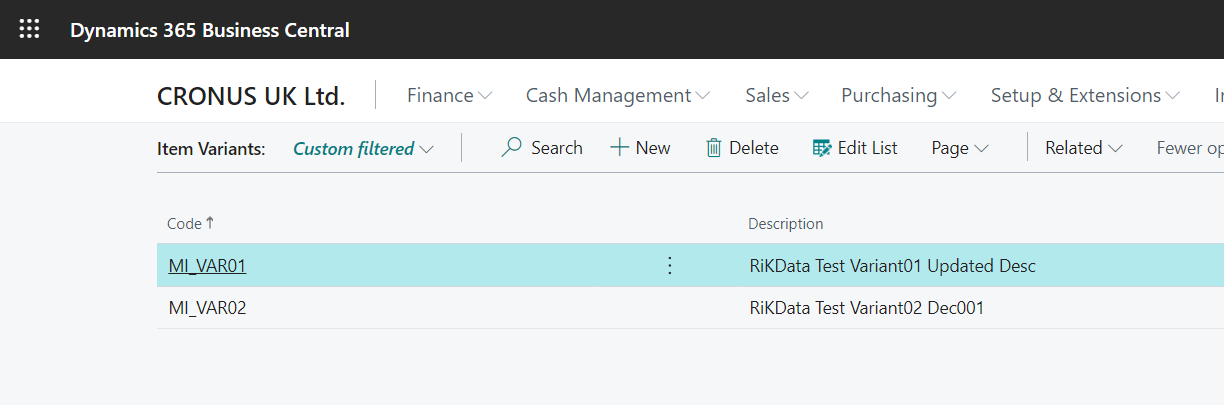 Dynamics 365 Business Central
CRONUS UK Ltd. Finance Cash Management Sales Purchasing Setup & Extensions
Item Variants: Custom filtered Search New Delete Edit List Page Related Fewer op
Code Description
MI_VAR01 RiKData Test Variant01 Updated Desc
MI_VAR02 RiKData Test Variant02 Dec001